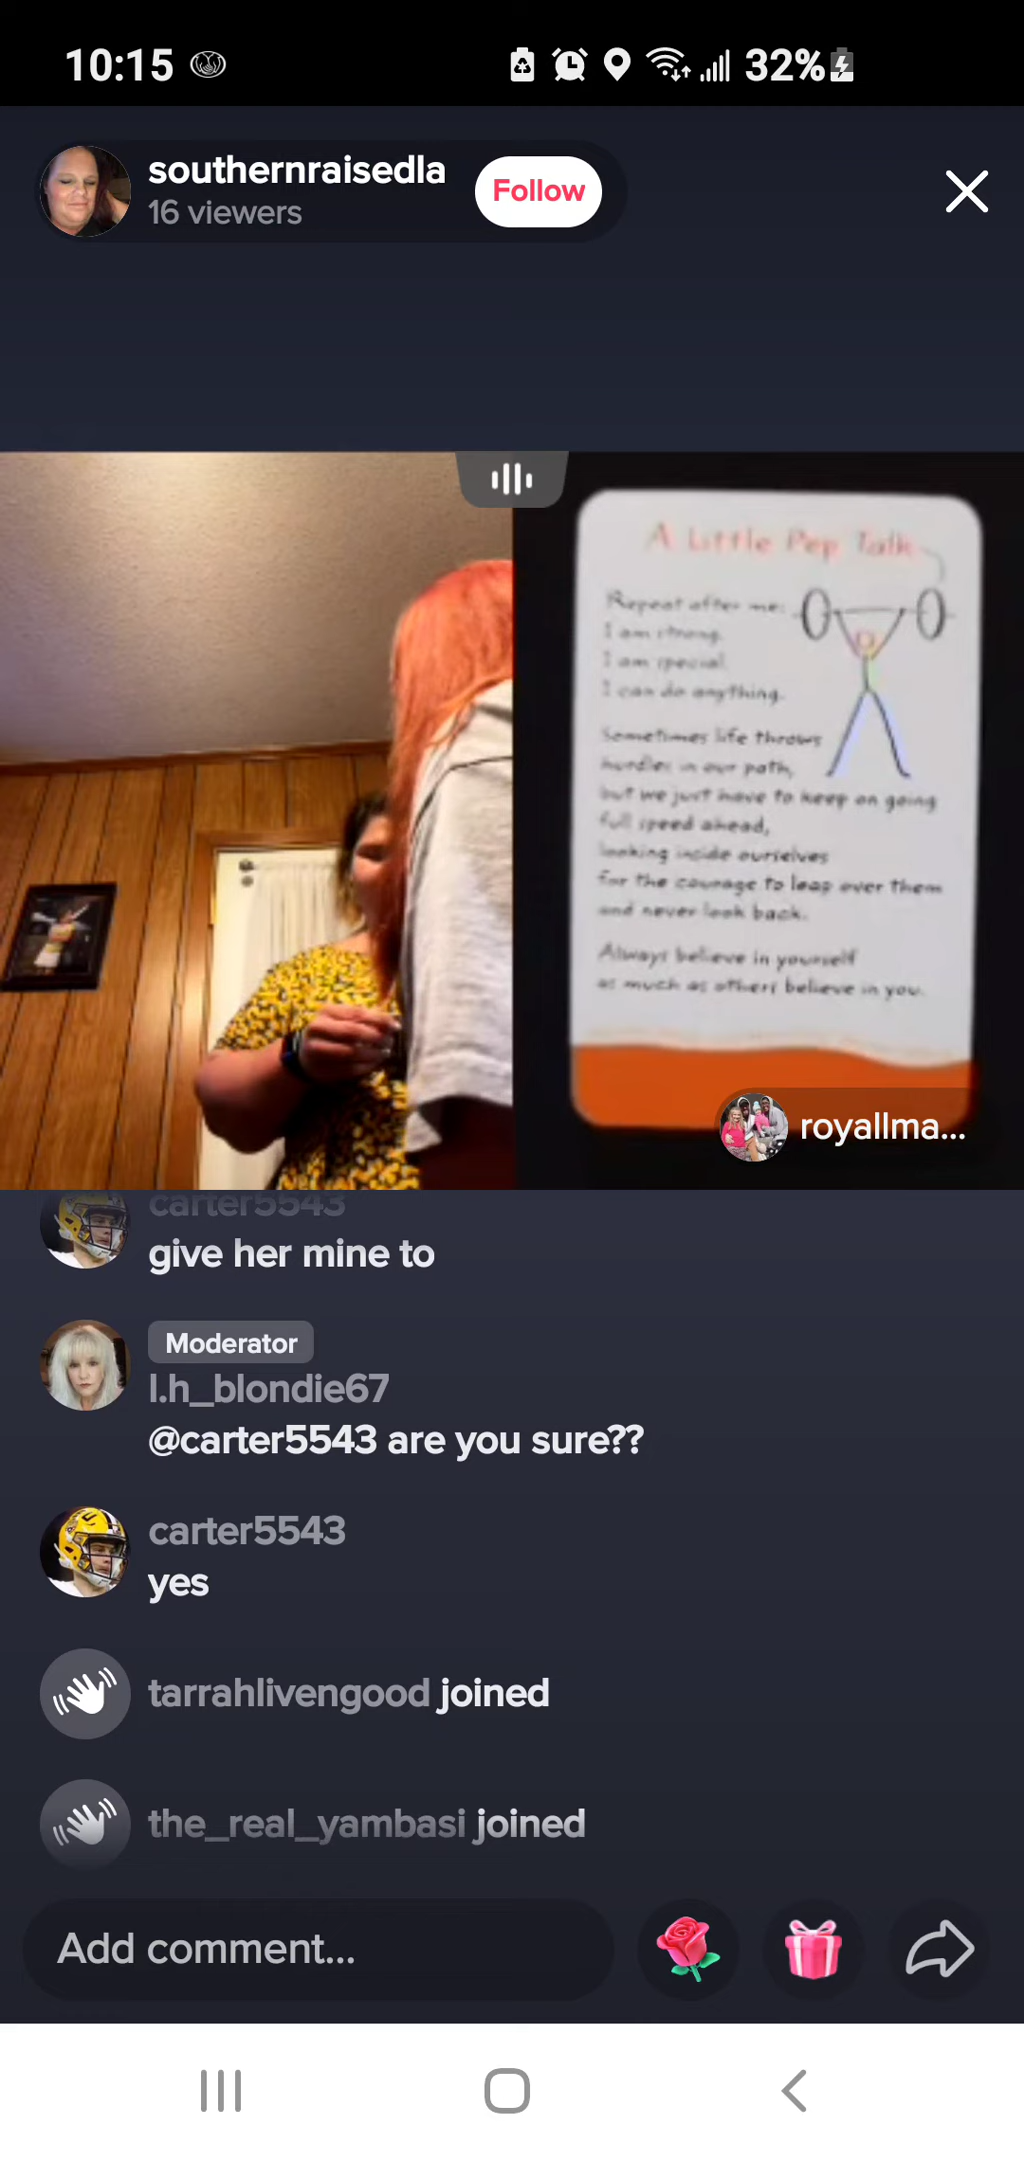 10:15
32%
southernraisedla
16 viewers
Follow
A Little Pep Talk
Repeat after me:
I am strong.
I am special.
I can do anything.
Sometimes life throws
hurdles in our path,
but we just have to keep on going
full speed ahead,
looking inside ourselves
for the courage to leap over them
and never look back.
Always believe in yourself
as much as others believe in you.
royallma...
carter5543
give her mine to
Moderator
l.h_blondie67
@carter5543 are you sure??
carter5543
yes
tarrahlivengood joined
the_real_yambasi joined
Add comment...